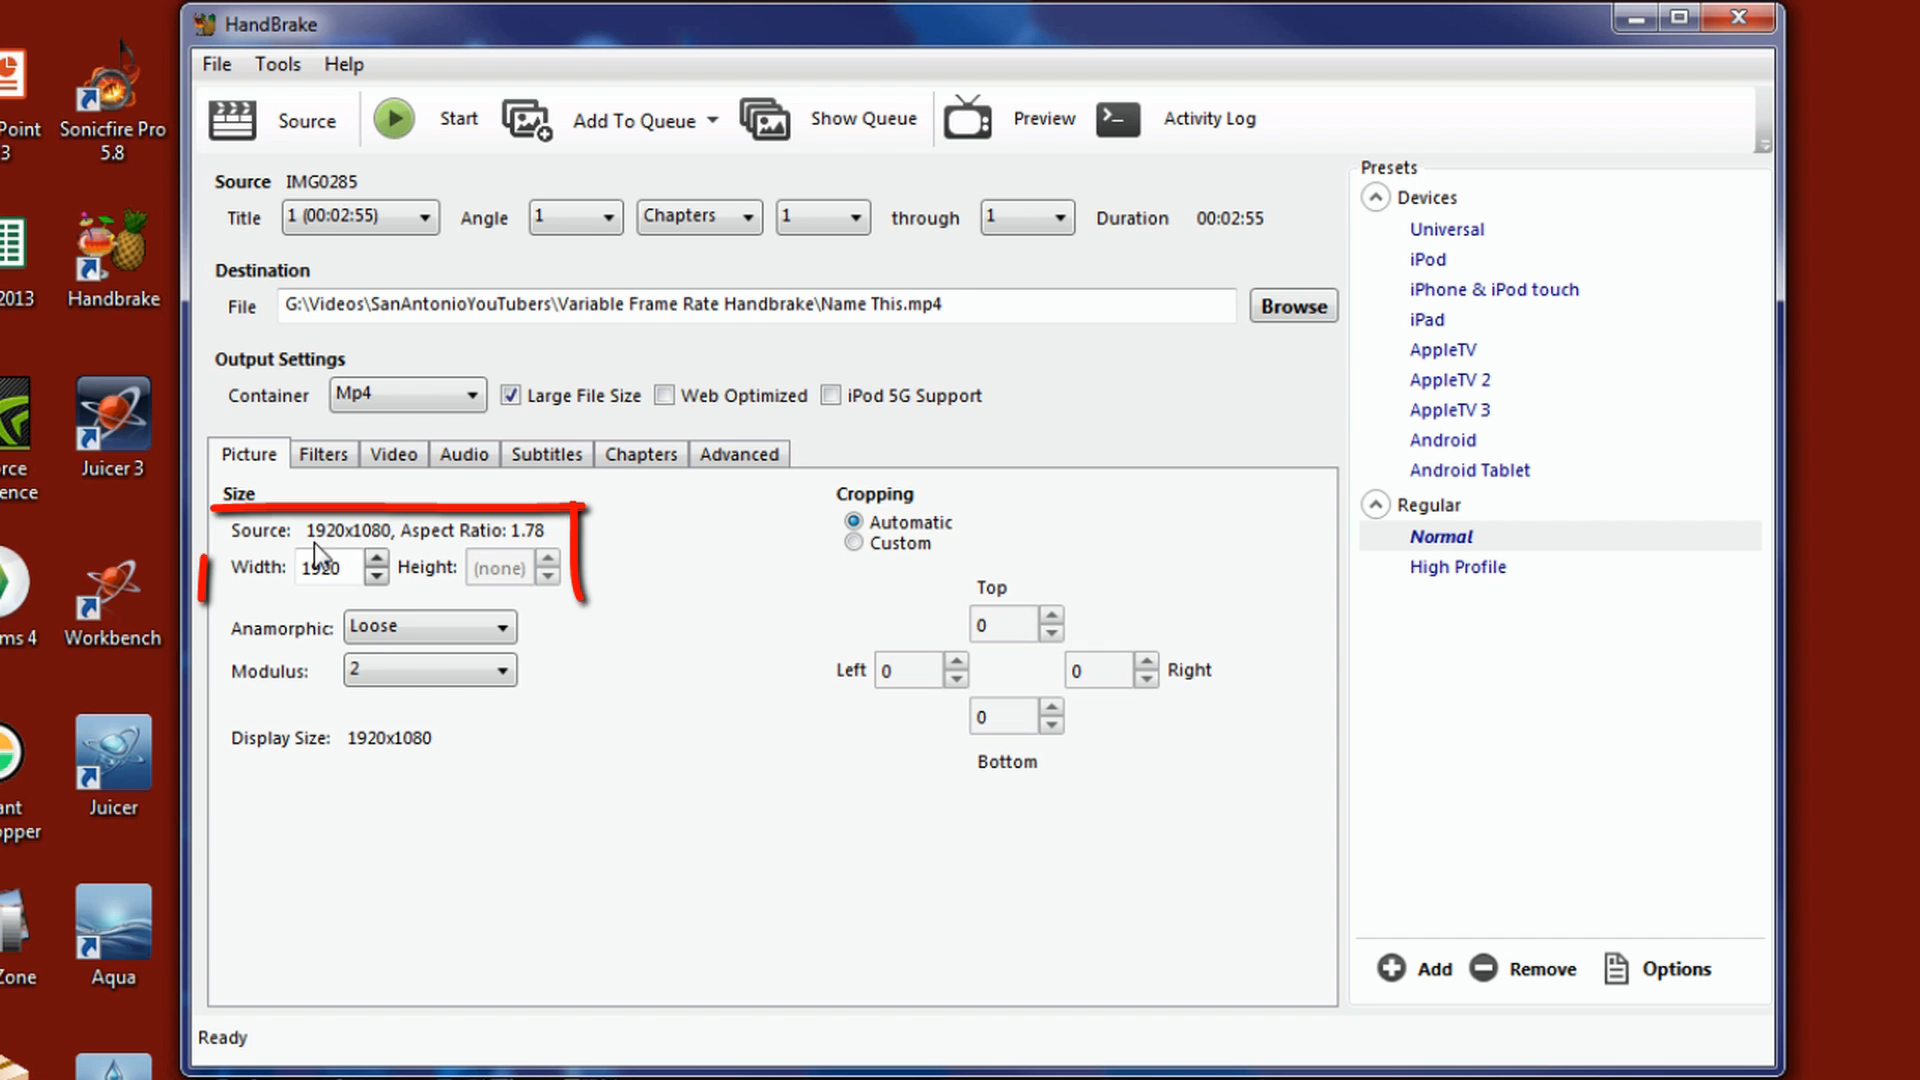 HandBrake
File Tools Help
Source Start Add To Queue Show Queue Preview Activity Log
Source IMG0285
Title 1 (00:02:55) Angle 1 Chapters 1 through 1 Duration 00:02:55
Destination
File G:\Videos\SanAntonioYouTubers\Variable Frame Rate Handbrake\Name This.mp4 Browse
Output Settings
Container Mp4 Large File Size Web Optimized iPod 5G Support
Picture Filters Video Audio Subtitles Chapters Advanced
Size
Source: 1920x1080, Aspect Ratio: 1.78
Width: 1920 Height: (none)
Anamorphic: Loose
Modulus: 2
Display Size: 1920x1080
Cropping
Automatic
Custom
Top
0
Left 0 0 Right
0
Bottom
Presets
Devices
Universal
iPod
iPhone & iPod touch
iPad
AppleTV
AppleTV 2
AppleTV 3
Android
Android Tablet
Regular
Normal
High Profile
Add Remove Options
Ready
Point
3
Sonicfire Pro
5.8
2013
Handbrake
rce
ence
Juicer 3
ms 4
Workbench
ant
opper
Juicer
Zone
Aqua